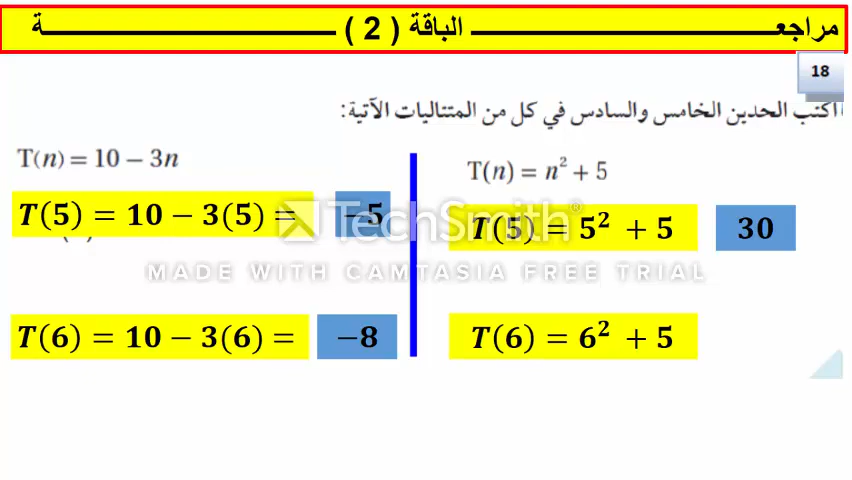 مراجعـــــــــــــــــــــــ الباقة ( 2 ) ـــــــــــــــــــــــة
18
اكتب الحدين الخامس والسادس في كل من المتتاليات الآتية:
T(n) = 10 − 3n
T(n) = n² + 5
T(5) = 10 − 3(5) = −5
T(5) = 5² + 5 30
TechSmith®
MADE WITH CAMTASIA FREE TRIAL
T(6) = 10 − 3(6) = −8
T(6) = 6² + 5